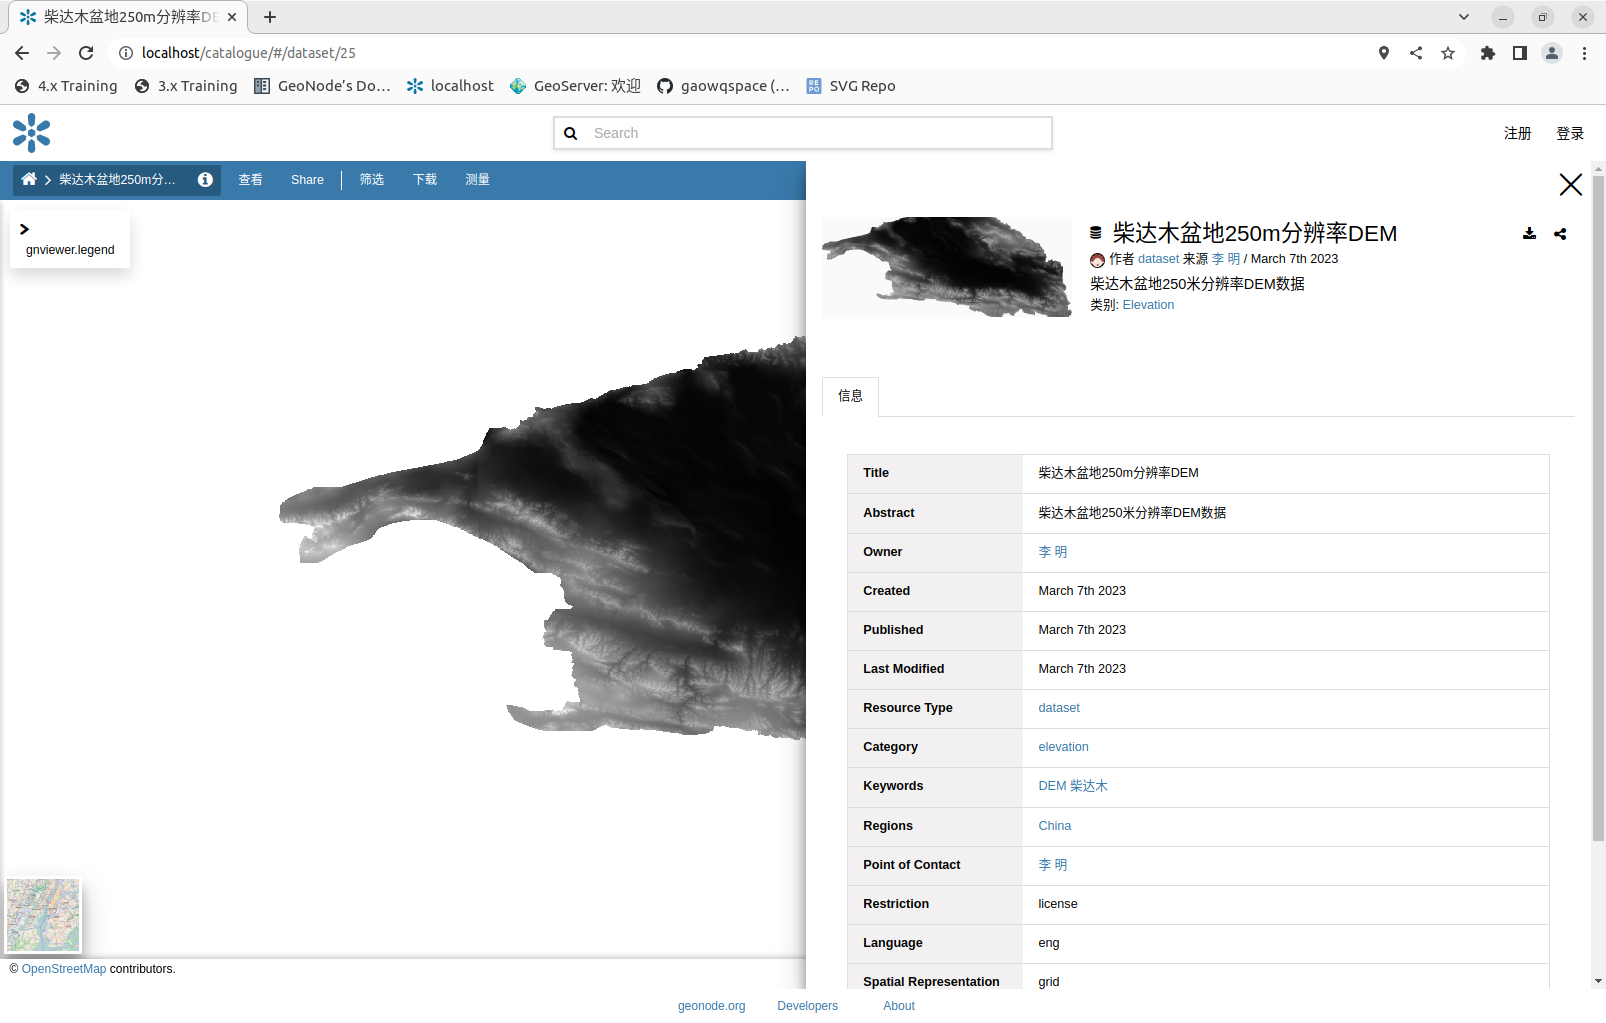 柴达木盆地250m分辨率DE
localhost/catalogue/#/dataset/25
4.x Training 3.x Training GeoNode’s Do… localhost GeoServer: 欢迎 gaowqspace (… SVG Repo
Search
注册 登录
柴达木盆地250m分… 查看 Share 筛选 下载 测量
gnviewer.legend
柴达木盆地250m分辨率DEM
作者 dataset 来源 李 明 / March 7th 2023
柴达木盆地250米分辨率DEM数据
类别: Elevation
信息
Title 柴达木盆地250m分辨率DEM
Abstract 柴达木盆地250米分辨率DEM数据
Owner 李 明
Created March 7th 2023
Published March 7th 2023
Last Modified March 7th 2023
Resource Type dataset
Category elevation
Keywords DEM 柴达木
Regions China
Point of Contact 李 明
Restriction license
Language eng
Spatial Representation grid
© OpenStreetMap contributors.
geonode.org Developers About